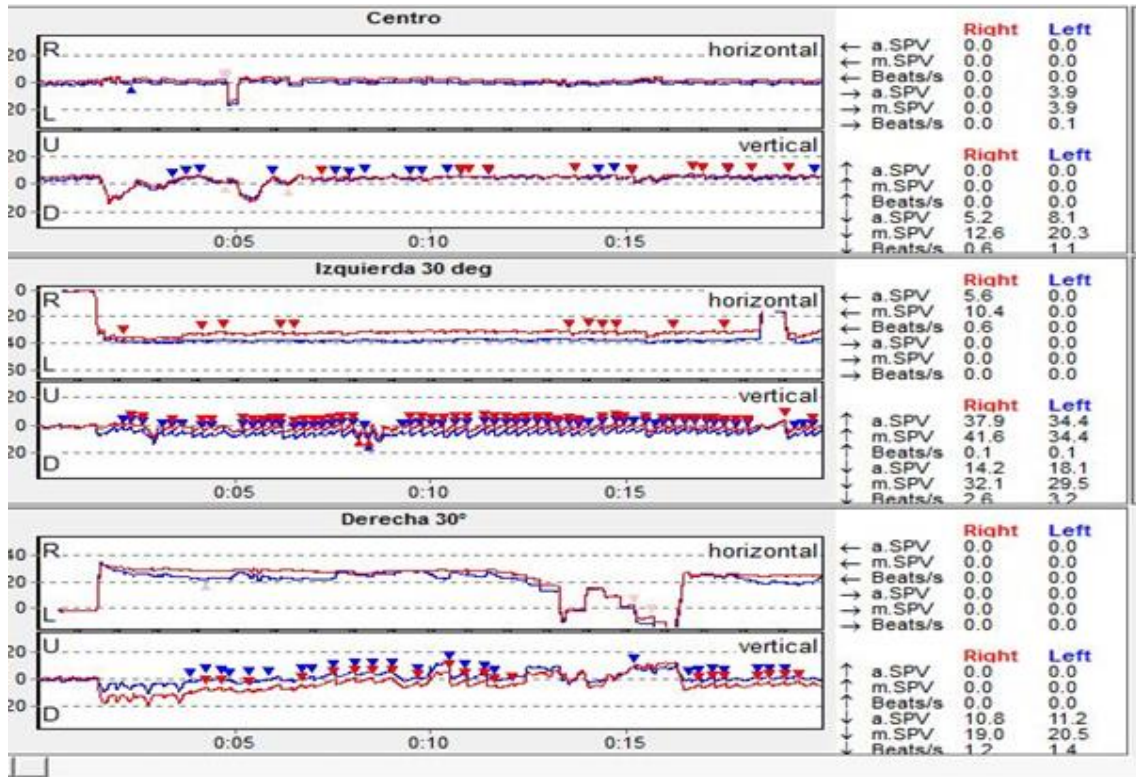 Centro
Right Left
R horizontal
20
0
20
L
← a.SPV 0.0 0.0
← m.SPV 0.0 0.0
← Beats/s 0.0 0.0
→ a.SPV 0.0 3.9
→ m.SPV 0.0 3.9
→ Beats/s 0.0 0.1
U vertical
20
0
20
D
Right Left
↑ a.SPV 0.0 0.0
↑ m.SPV 0.0 0.0
↑ Beats/s 0.0 0.0
↓ a.SPV 5.2 8.1
↓ m.SPV 12.6 20.3
↓ Beats/s 0.6 1.1
0:05 0:10 0:15
Izquierda 30 deg
Right Left
R horizontal
0
20
40
60
L
← a.SPV 5.6 0.0
← m.SPV 10.4 0.0
← Beats/s 0.6 0.0
→ a.SPV 0.0 0.0
→ m.SPV 0.0 0.0
→ Beats/s 0.0 0.0
U vertical
20
0
20
D
Right Left
↑ a.SPV 37.9 34.4
↑ m.SPV 41.6 34.4
↑ Beats/s 0.1 0.1
↓ a.SPV 14.2 18.1
↓ m.SPV 32.1 29.5
↓ Beats/s 2.6 3.2
0:05 0:10 0:15
Derecha 30º
Right Left
R horizontal
40
20
0
L
← a.SPV 0.0 0.0
← m.SPV 0.0 0.0
← Beats/s 0.0 0.0
→ a.SPV 0.0 0.0
→ m.SPV 0.0 0.0
→ Beats/s 0.0 0.0
U vertical
20
0
20
D
Right Left
↑ a.SPV 0.0 0.0
↑ m.SPV 0.0 0.0
↑ Beats/s 0.0 0.0
↓ a.SPV 10.8 11.2
↓ m.SPV 19.0 20.5
↓ Beats/s 1.2 1.4
0:05 0:10 0:15